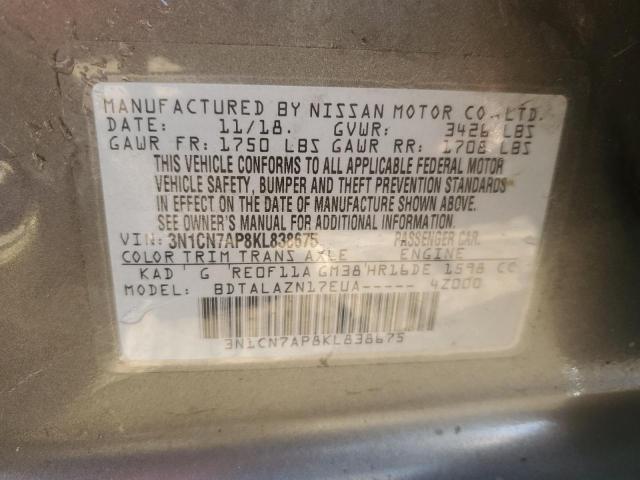 MANUFACTURED BY NISSAN MOTOR CO., LTD.
DATE: 11/18. GVWR: 3426 LBS
GAWR FR: 1750 LBS GAWR RR: 1708 LBS
THIS VEHICLE CONFORMS TO ALL APPLICABLE FEDERAL MOTOR
VEHICLE SAFETY, BUMPER AND THEFT PREVENTION STANDARDS
IN EFFECT ON THE DATE OF MANUFACTURE SHOWN ABOVE.
SEE OWNER'S MANUAL FOR ADDITIONAL INFORMATION.
VIN: 3N1CN7AP8KL838675 PASSENGER CAR.
COLOR TRIM TRANS AXLE ENGINE
KAD ' G 'RE0F11A GM38'HR16DE 1598 CC
MODEL: BDTALAZN17EUA----- 4Z000
3N1CN7AP8KL838675